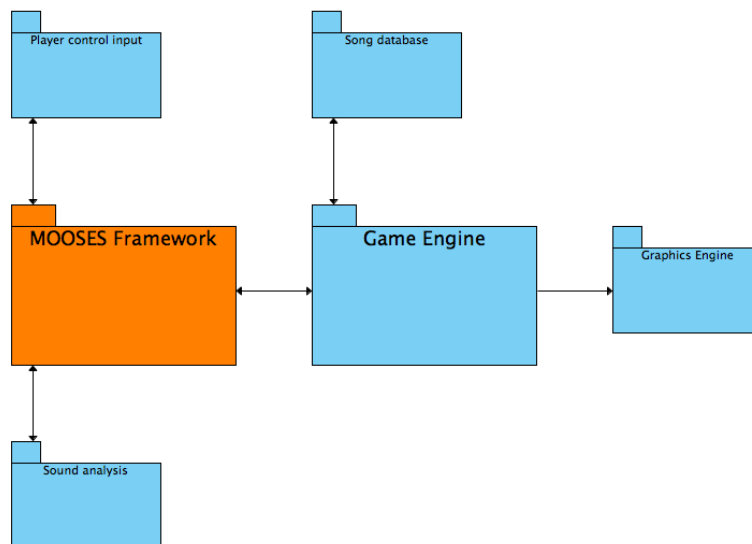 Player control input
Song database
MOOSES Framework
Game Engine
Graphics Engine
Sound analysis